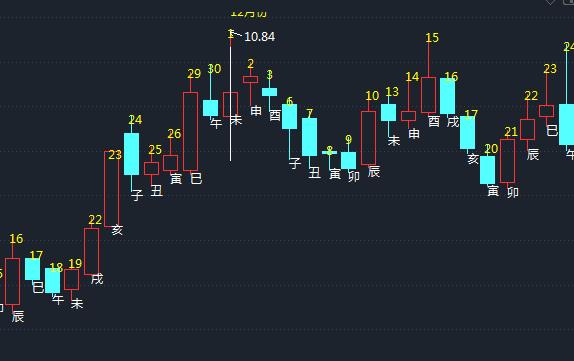 12月份
1
10.84
15
2
24
29
30
3
14
16
23
10
13
22
6
申
酉
7
17
24
午
未
未
申
酉
戌
21
巳
26
9
辰
23
25
8
20
亥
午
子
丑
寅
巳
子
丑
寅
卯
辰
寅
卯
22
亥
16
17
18
19
戌
巳
午
未
辰